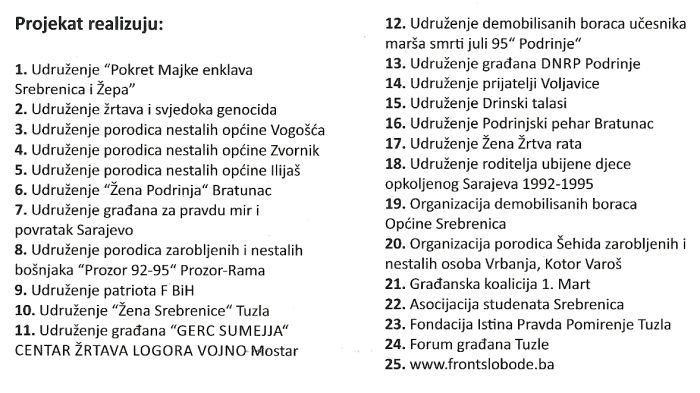 Projekat realizuju:
1. Udruženje “Pokret Majke enklava
Srebrenica i Žepa”
2. Udruženje žrtava i svjedoka genocida
3. Udruženje porodica nestalih općine Vogošća
4. Udruženje porodica nestalih općine Zvornik
5. Udruženje porodica nestalih općine Ilijaš
6. Udruženje “Žena Podrinja“ Bratunac
7. Udruženje građana za pravdu mir i
povratak Sarajevo
8. Udruženje porodica zarobljenih i nestalih
bošnjaka “Prozor 92-95“ Prozor-Rama
9. Udruženje patriota F BiH
10. Udruženje “Žena Srebrenice“ Tuzla
11. Udruženje građana “GERC SUMEJJA“
CENTAR ŽRTAVA LOGORA VOJNO Mostar
12. Udruženje demobilisanih boraca učesnika
marša smrti juli 95“ Podrinje“
13. Udruženje građana DNRP Podrinje
14. Udruženje prijatelji Voljavice
15. Udruženje Drinski talasi
16. Udruženje Podrinjski pehar Bratunac
17. Udruženje Žena Žrtva rata
18. Udruženje roditelja ubijene djece
opkoljenog Sarajeva 1992-1995
19. Organizacija demobilisanih boraca
Općine Srebrenica
20. Organizacija porodica Šehida zarobljenih i
nestalih osoba Vrbanja, Kotor Varoš
21. Građanska koalicija 1. Mart
22. Asocijacija studenata Srebrenica
23. Fondacija Istina Pravda Pomirenje Tuzla
24. Forum građana Tuzle
25. www.frontslobode.ba